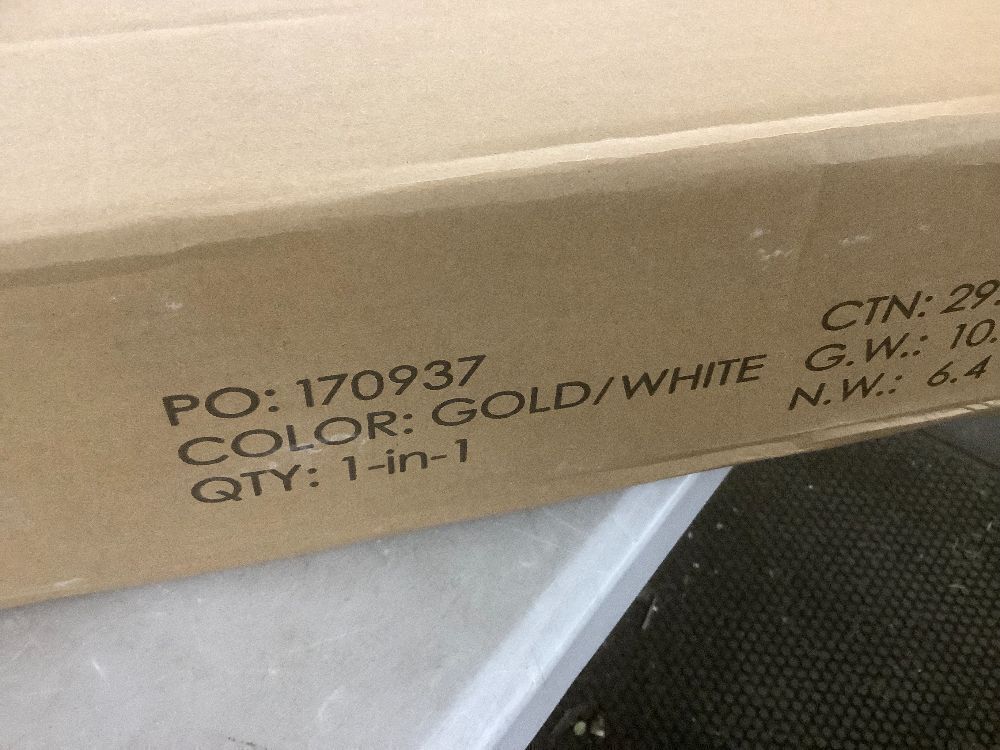 PO: 170937
COLOR: GOLD/WHITE
QTY: 1-in-1
CTN: 29.
G.W.: 10.
N.W.: 6.4